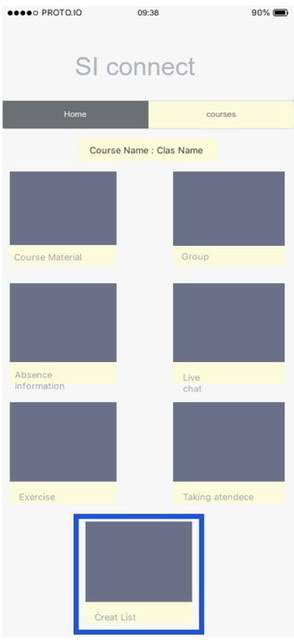 PROTO.IO 09:38 90%
SI connect
Home courses
Course Name : Clas Name
Course Material Group
Absence
information
Live
chat
Exercise Taking atendece
Creat List